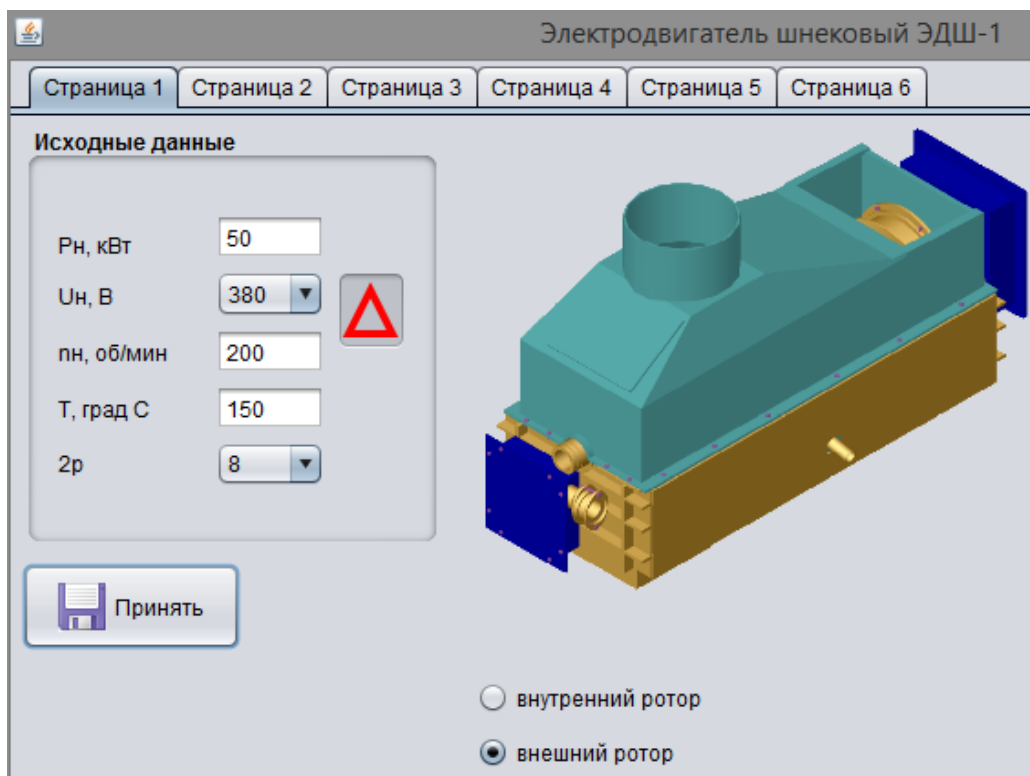 Электродвигатель шнековый ЭДШ-1
Страница 1 Страница 2 Страница 3 Страница 4 Страница 5 Страница 6
Исходные данные
Рн, кВт 50
Uн, В 380
nн, об/мин 200
Т, град С 150
2р 8
Принять
внутренний ротор
внешний ротор